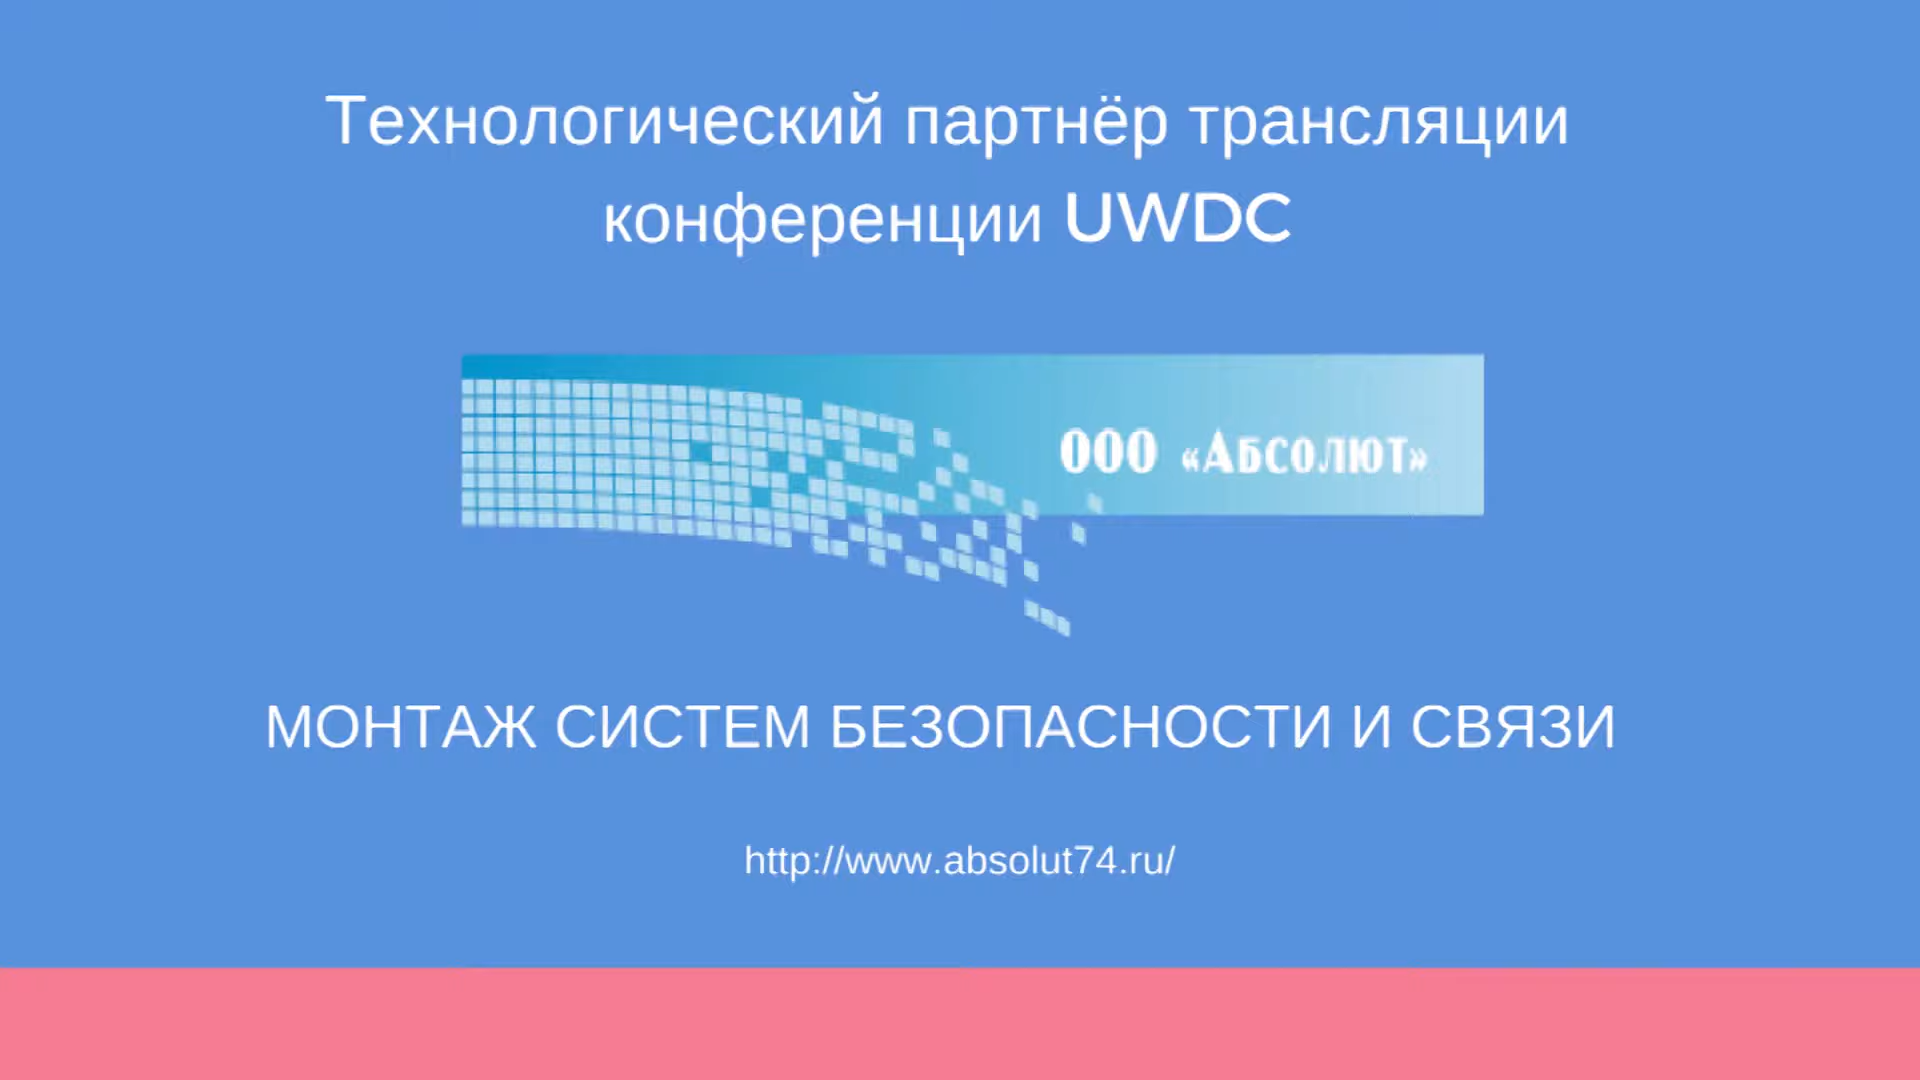 Технологический партнёр трансляции
конференции UWDC
ООО «Абсолют»
МОНТАЖ СИСТЕМ БЕЗОПАСНОСТИ И СВЯЗИ
http://www.absolut74.ru/